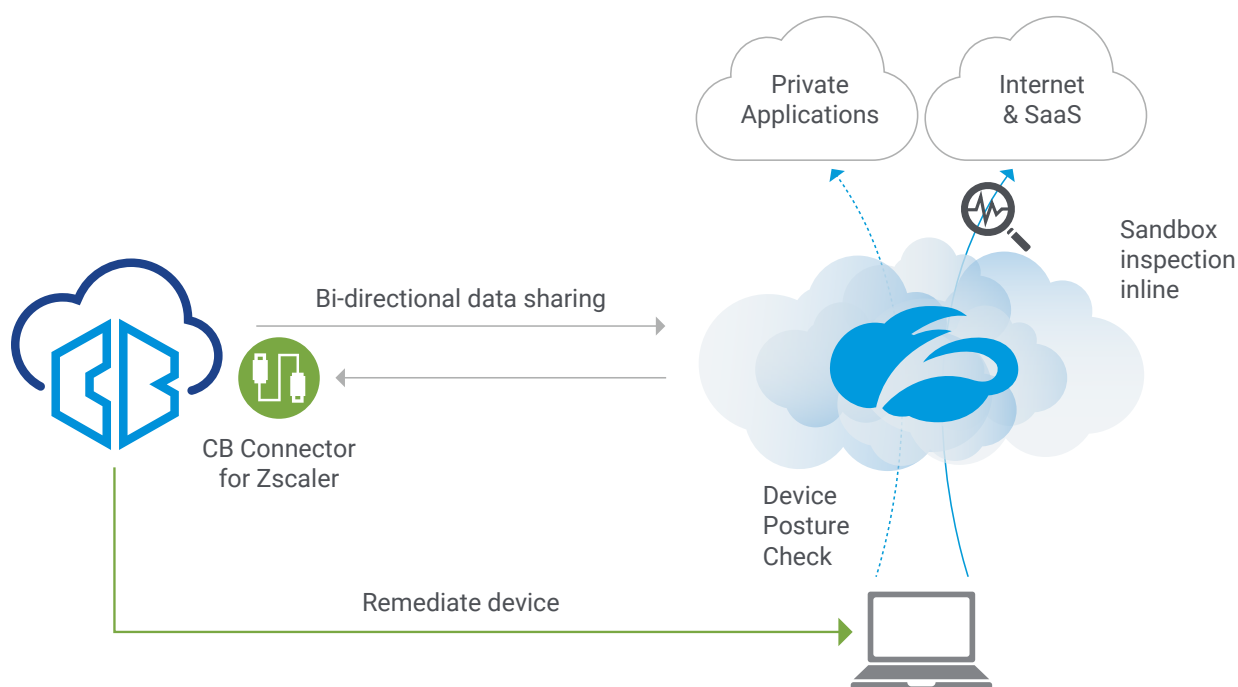 Private
Applications
Internet
& SaaS
Sandbox
inspection
inline
Bi-directional data sharing
CB
CB Connector
for Zscaler
Device
Posture
Check
Remediate device